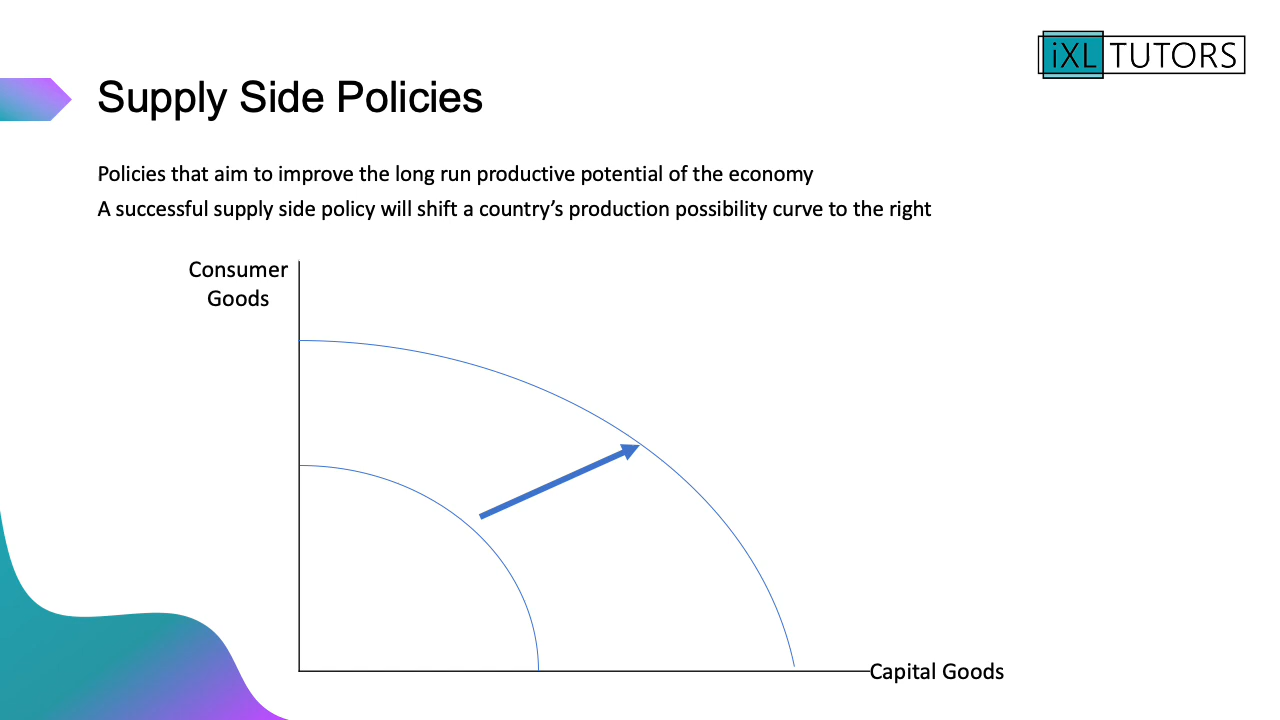 iXL TUTORS
Supply Side Policies
Policies that aim to improve the long run productive potential of the economy
A successful supply side policy will shift a country’s production possibility curve to the right
Consumer
Goods
Capital Goods